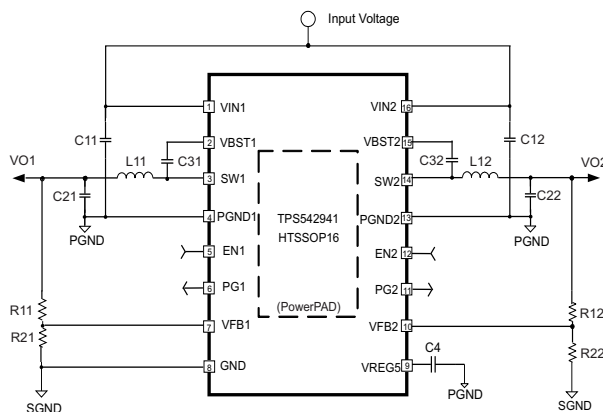 Input Voltage
1 VIN1 VIN2 16
C11 C12
2 VBST1 VBST2 15
VO1 L11 C31 C32 L12 VO2
3 SW1 SW2 14
C21 C22
TPS542941
HTSSOP16
4 PGND1 PGND2 13
PGND PGND
5 EN1 EN2 12
6 PG1 PG2 11
(PowerPAD)
R11 R12
7 VFB1 VFB2 10
R21 R22
8 GND VREG5 9 C4
PGND
SGND SGND